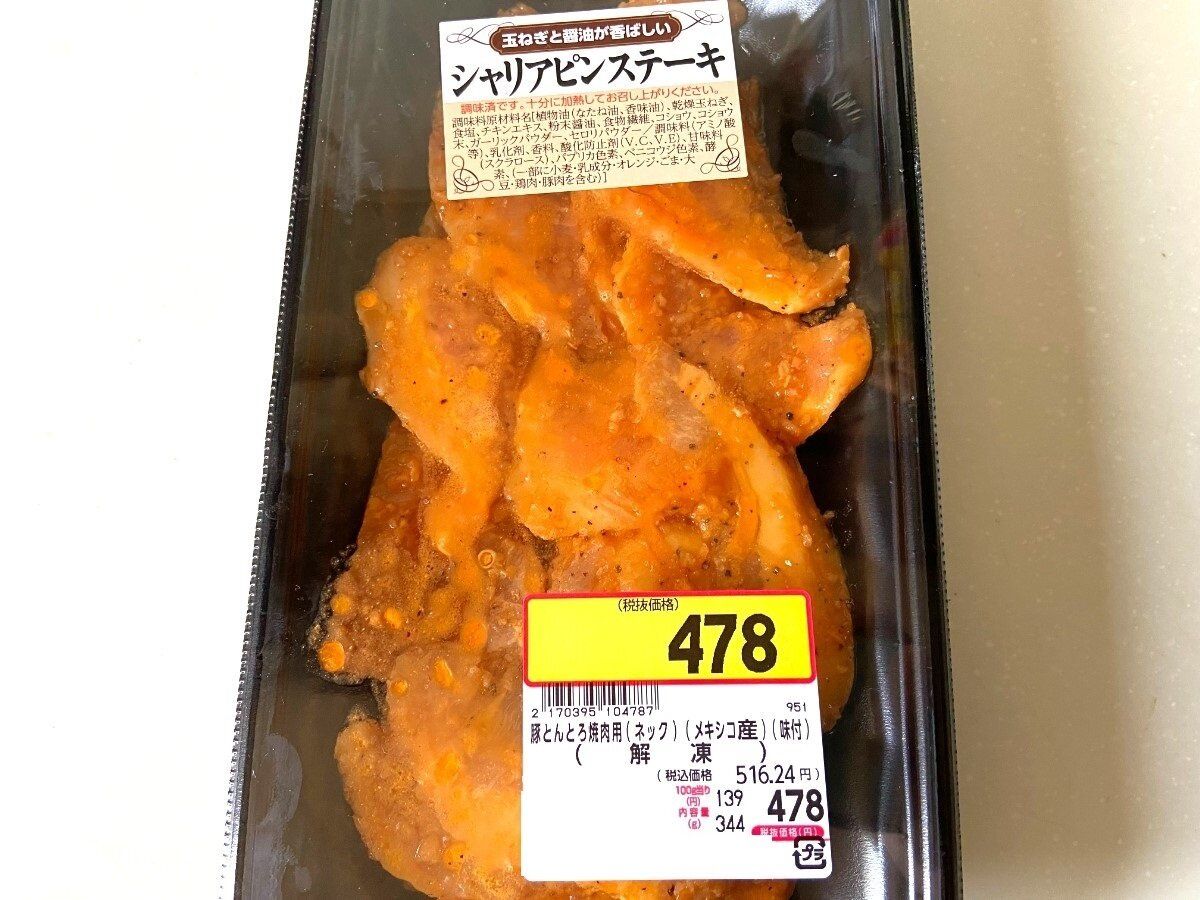 玉ねぎと醤油が香ばしい
シャリアピンステーキ
調味済です。十分に加熱してお召し上がりください。
調味料原材料名[植物油(なたね油、香味油)、乾燥玉ねぎ、
食塩、チキンエキス、粉末醤油、食物繊維、コショウ、コショウ
末、ガーリックパウダー、セロリパウダー/調味料(アミノ酸
等)、乳化剤、香料、酸化防止剤(V.C,V.E)、甘味料
(スクラロース)、パプリカ色素、ベニコウジ色素、酵
素、(一部に小麦・乳成分・オレンジ・ごま・大
豆・鶏肉・豚肉を含む)]
(税抜価格)
478
2 170395 104787
951
豚とんとろ焼肉用(ネック)(メキシコ産)(味付)
(解凍)
(税込価格 516.24円)
100g当り(円) 139
478
内容量(g) 344
税抜価格(円)
プラ